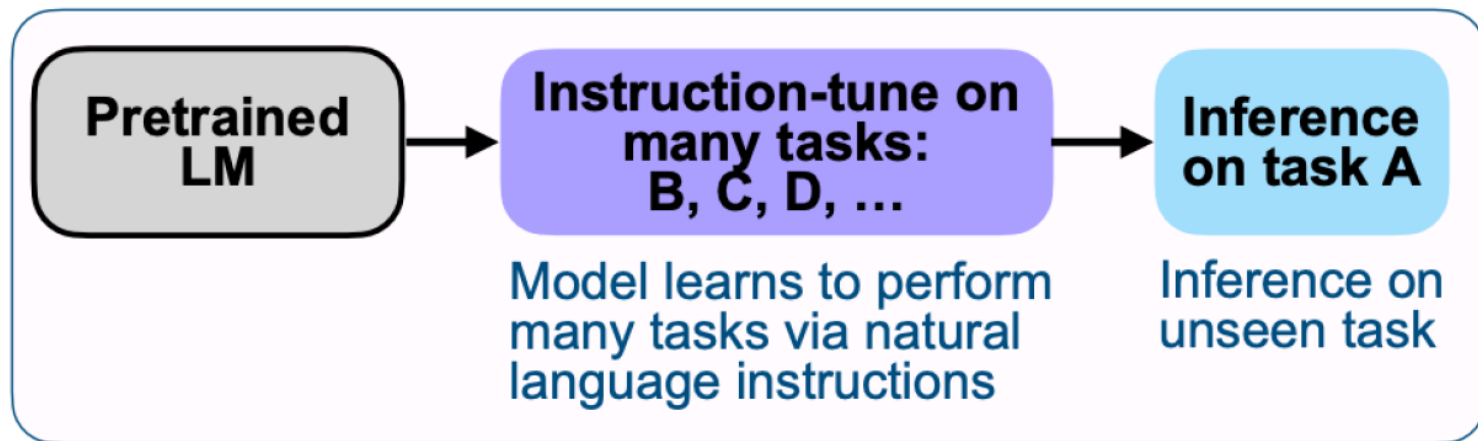 Pretrained
LM
Instruction-tune on
many tasks:
B, C, D, …
Inference
on task A
Model learns to perform
many tasks via natural
language instructions
Inference on
unseen task